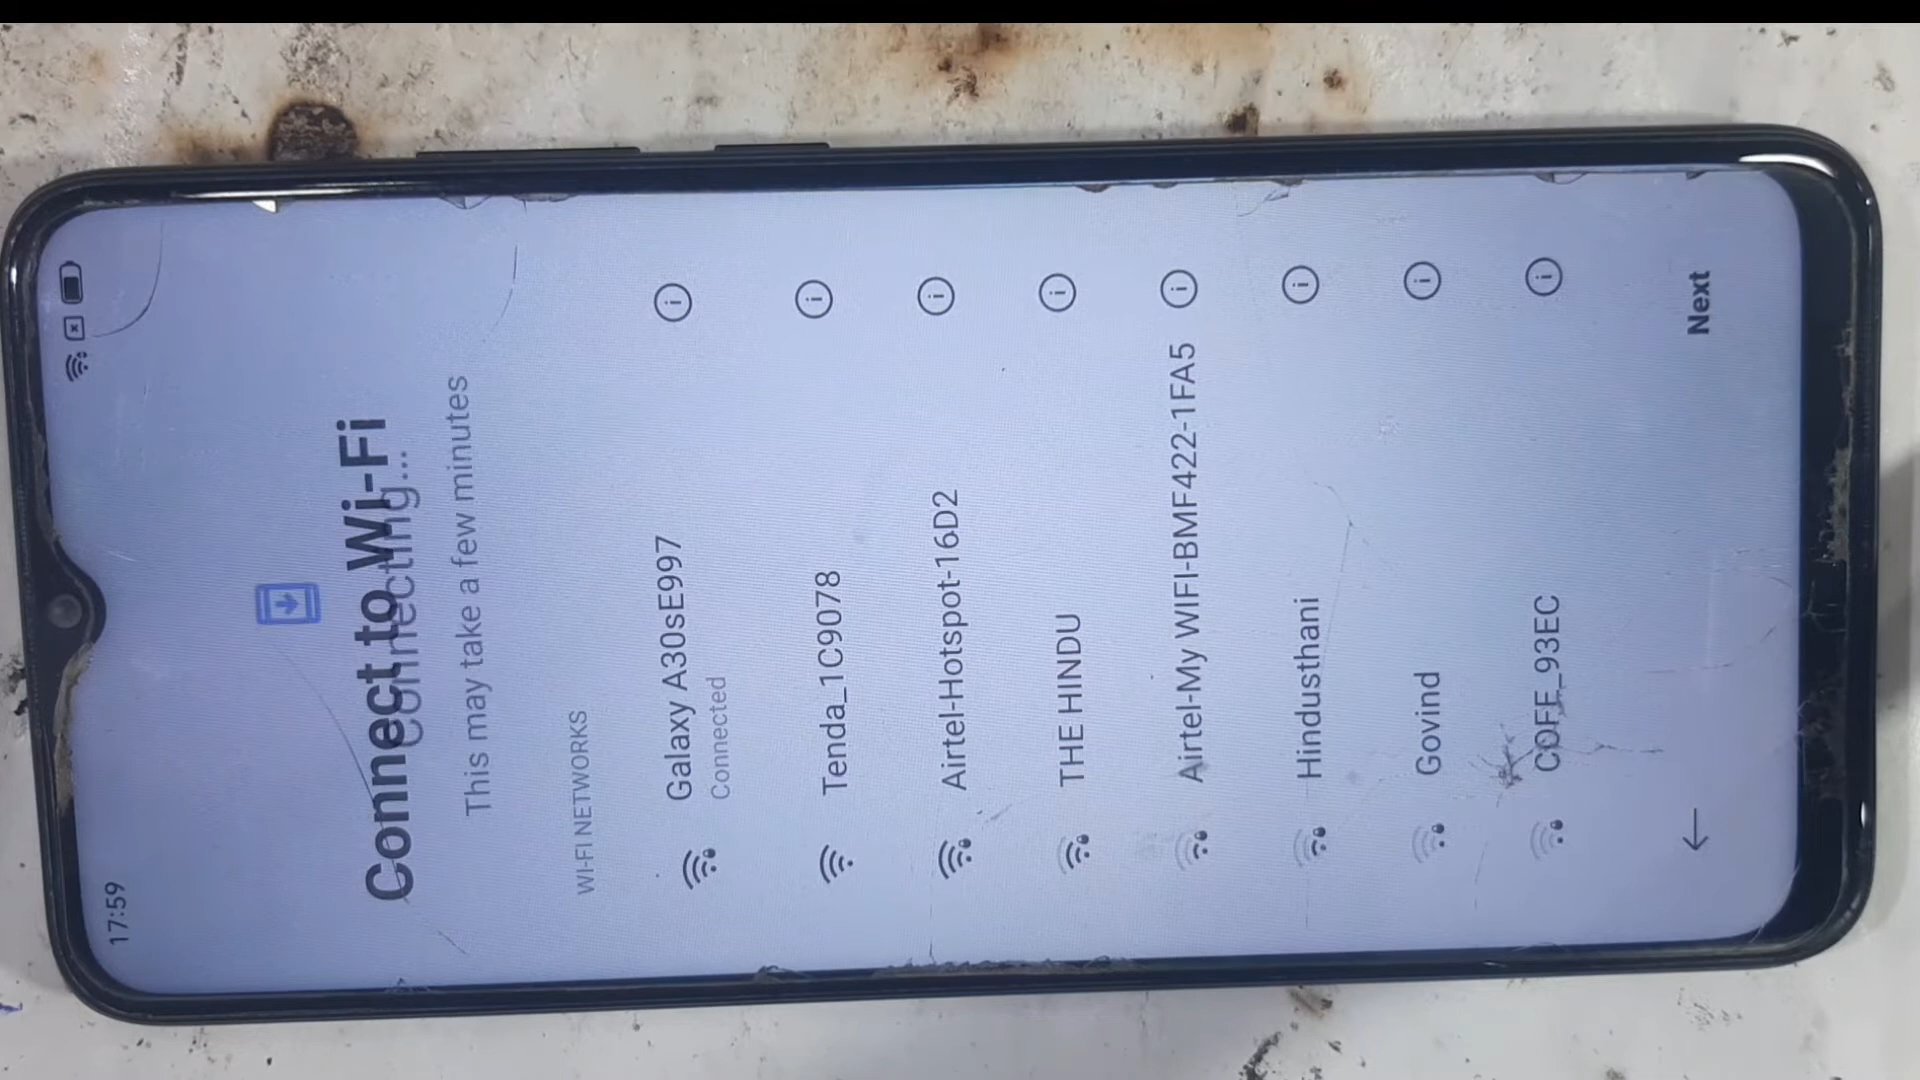 17:59
Connect to Wi-Fi
Connecting...
This may take a few minutes
WI-FI NETWORKS
Galaxy A30sE997
Connected
Tenda_1C9078
Airtel-Hotspot-16D2
THE HINDU
Airtel-My WIFI-BMF422-1FA5
Hindusthani
Govind
COFE_93EC
Next